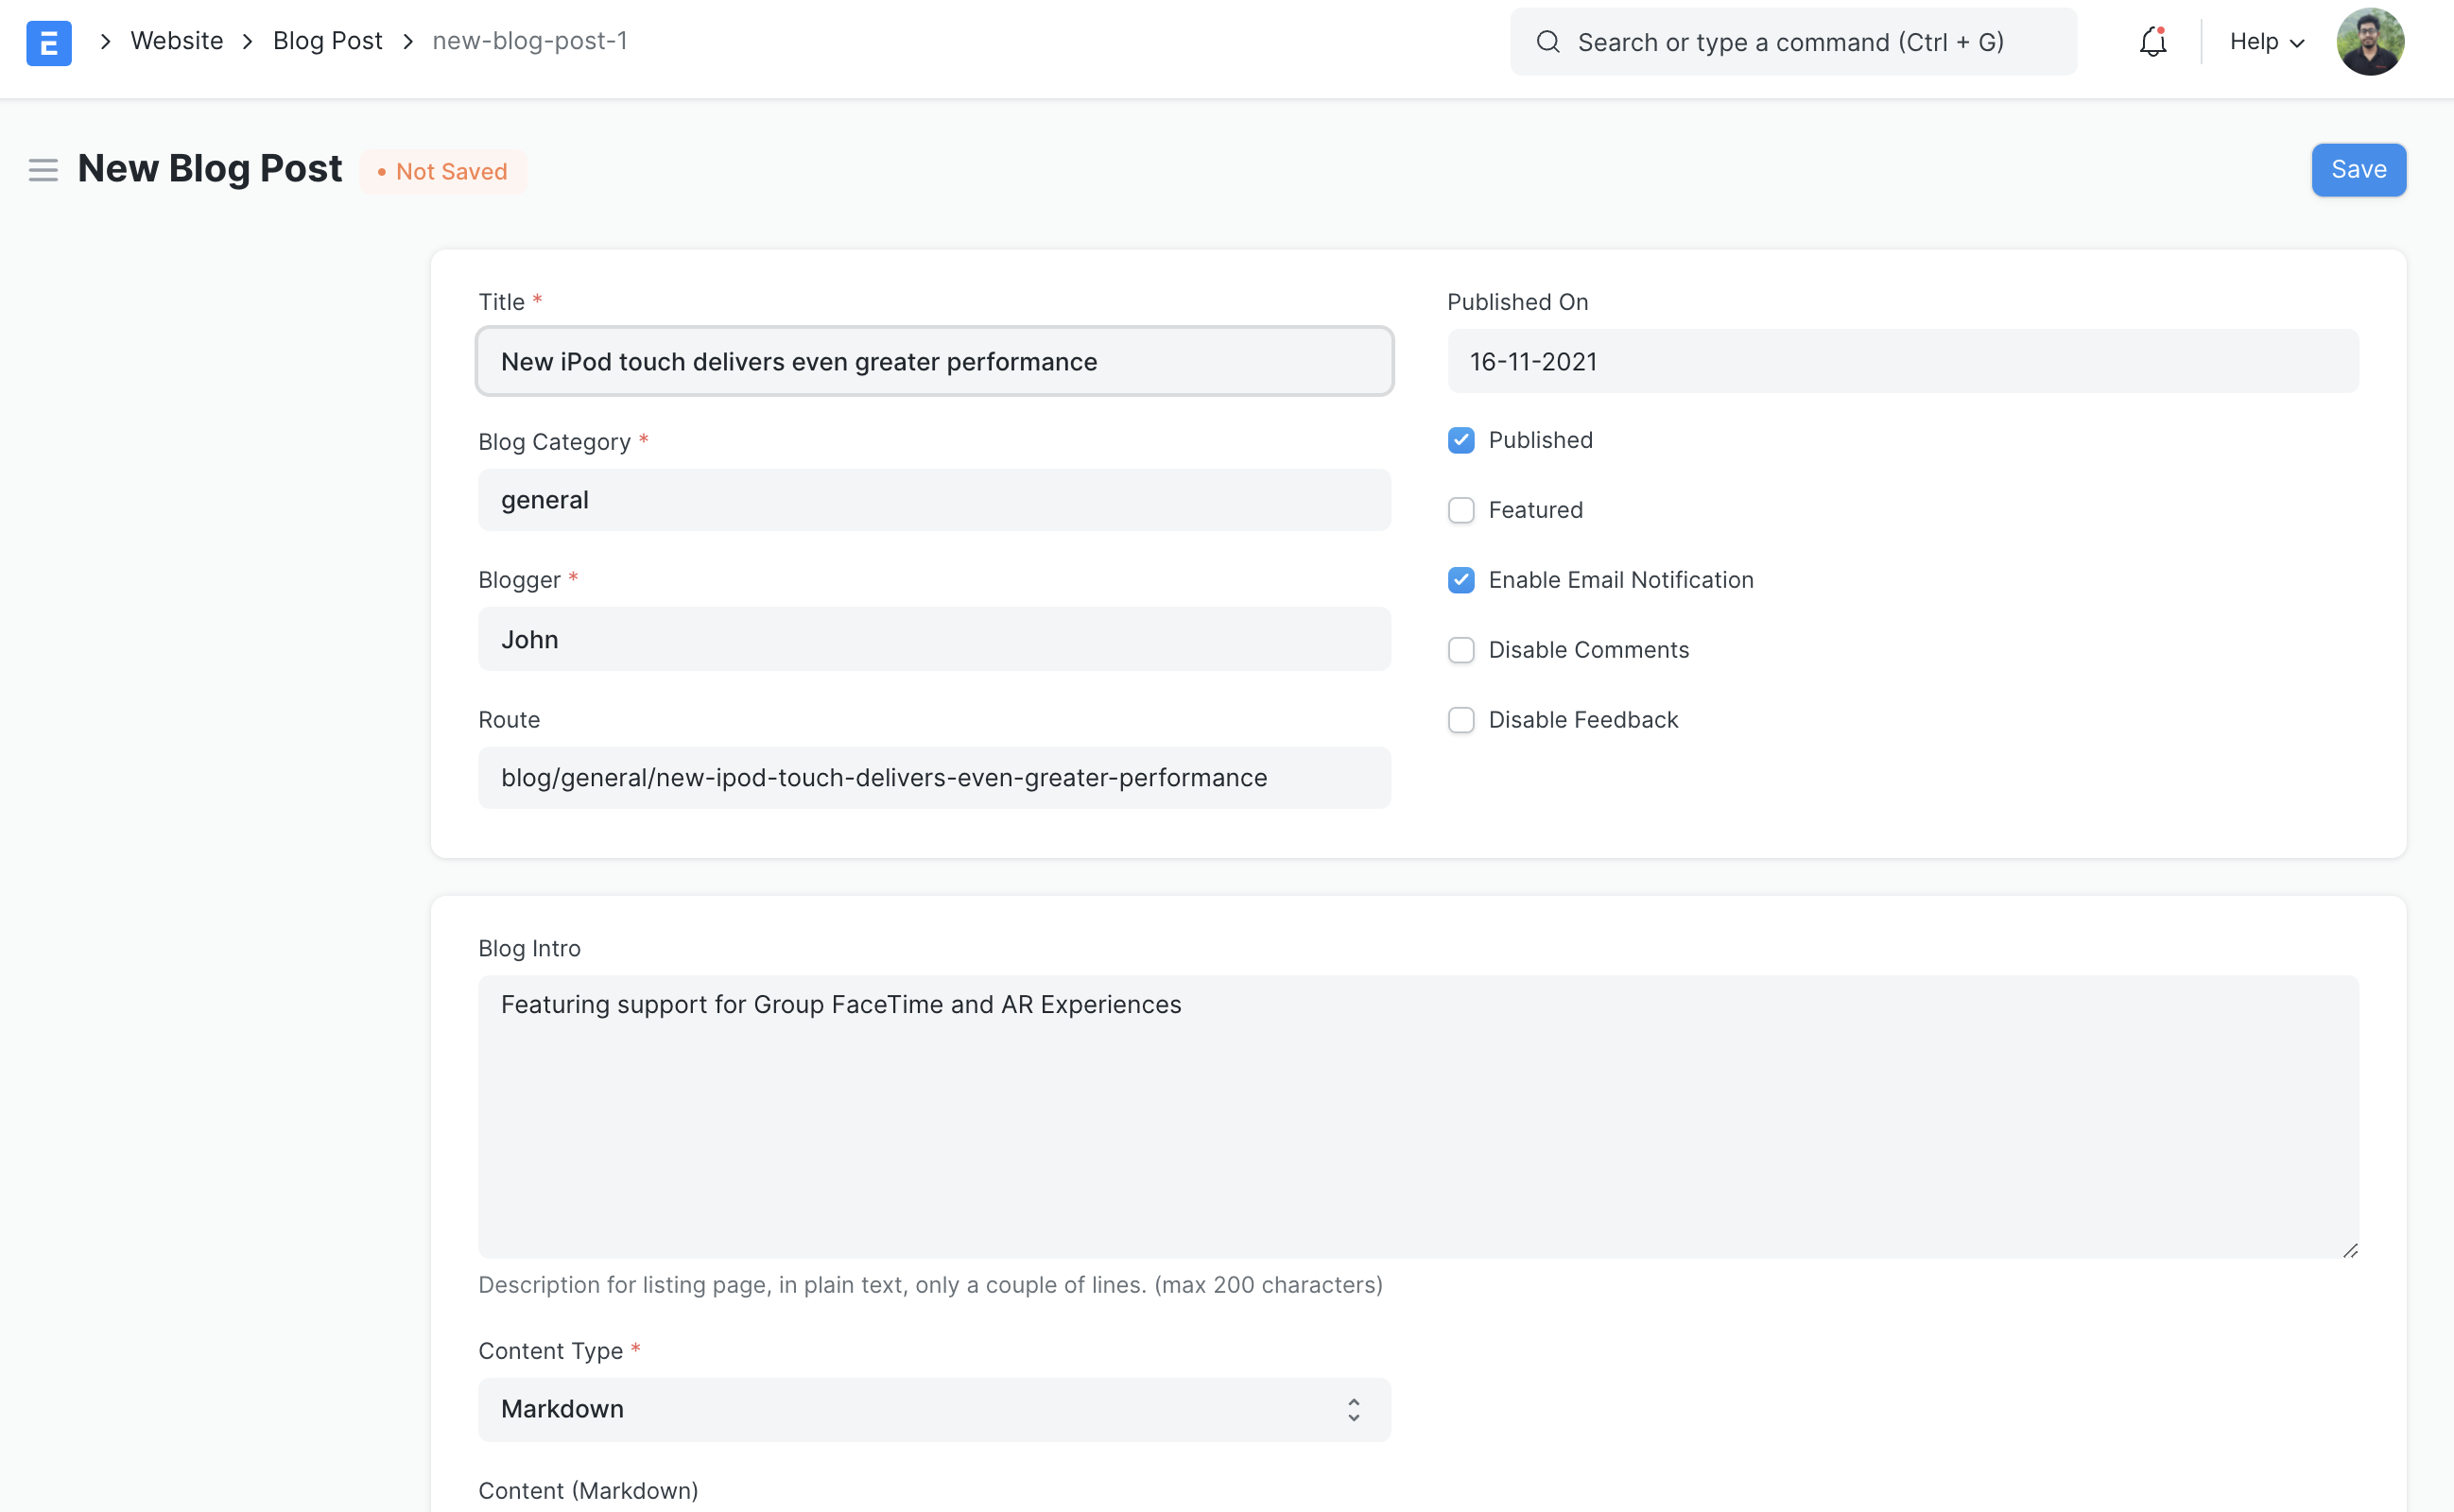 E
Website
Blog Post
new-blog-post-1
Search or type a command (Ctrl + G)
Help
New Blog Post
Not Saved
Save
Title *
New iPod touch delivers even greater performance
Blog Category *
general
Blogger *
John
Route
blog/general/new-ipod-touch-delivers-even-greater-performance
Published On
16-11-2021
Published
Featured
Enable Email Notification
Disable Comments
Disable Feedback
Blog Intro
Featuring support for Group FaceTime and AR Experiences
Description for listing page, in plain text, only a couple of lines. (max 200 characters)
Content Type *
Markdown
Content (Markdown)